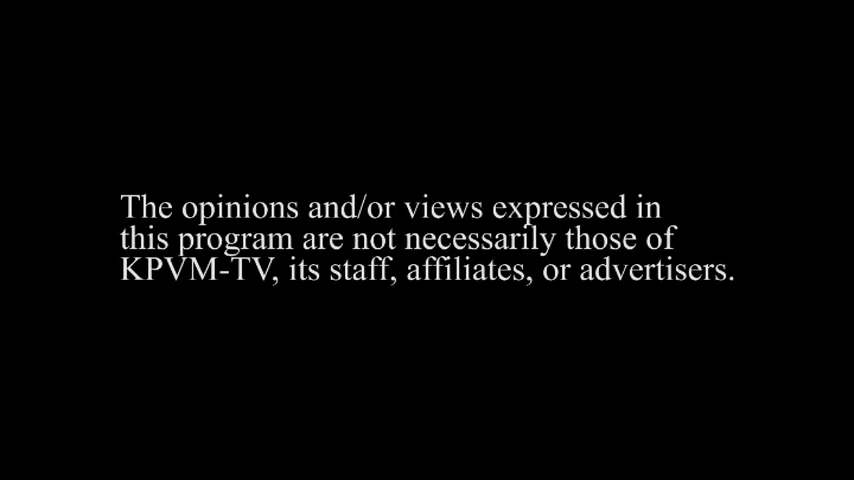 The opinions and/or views expressed in
this program are not necessarily those of
KPVM-TV, its staff, affiliates, or advertisers.